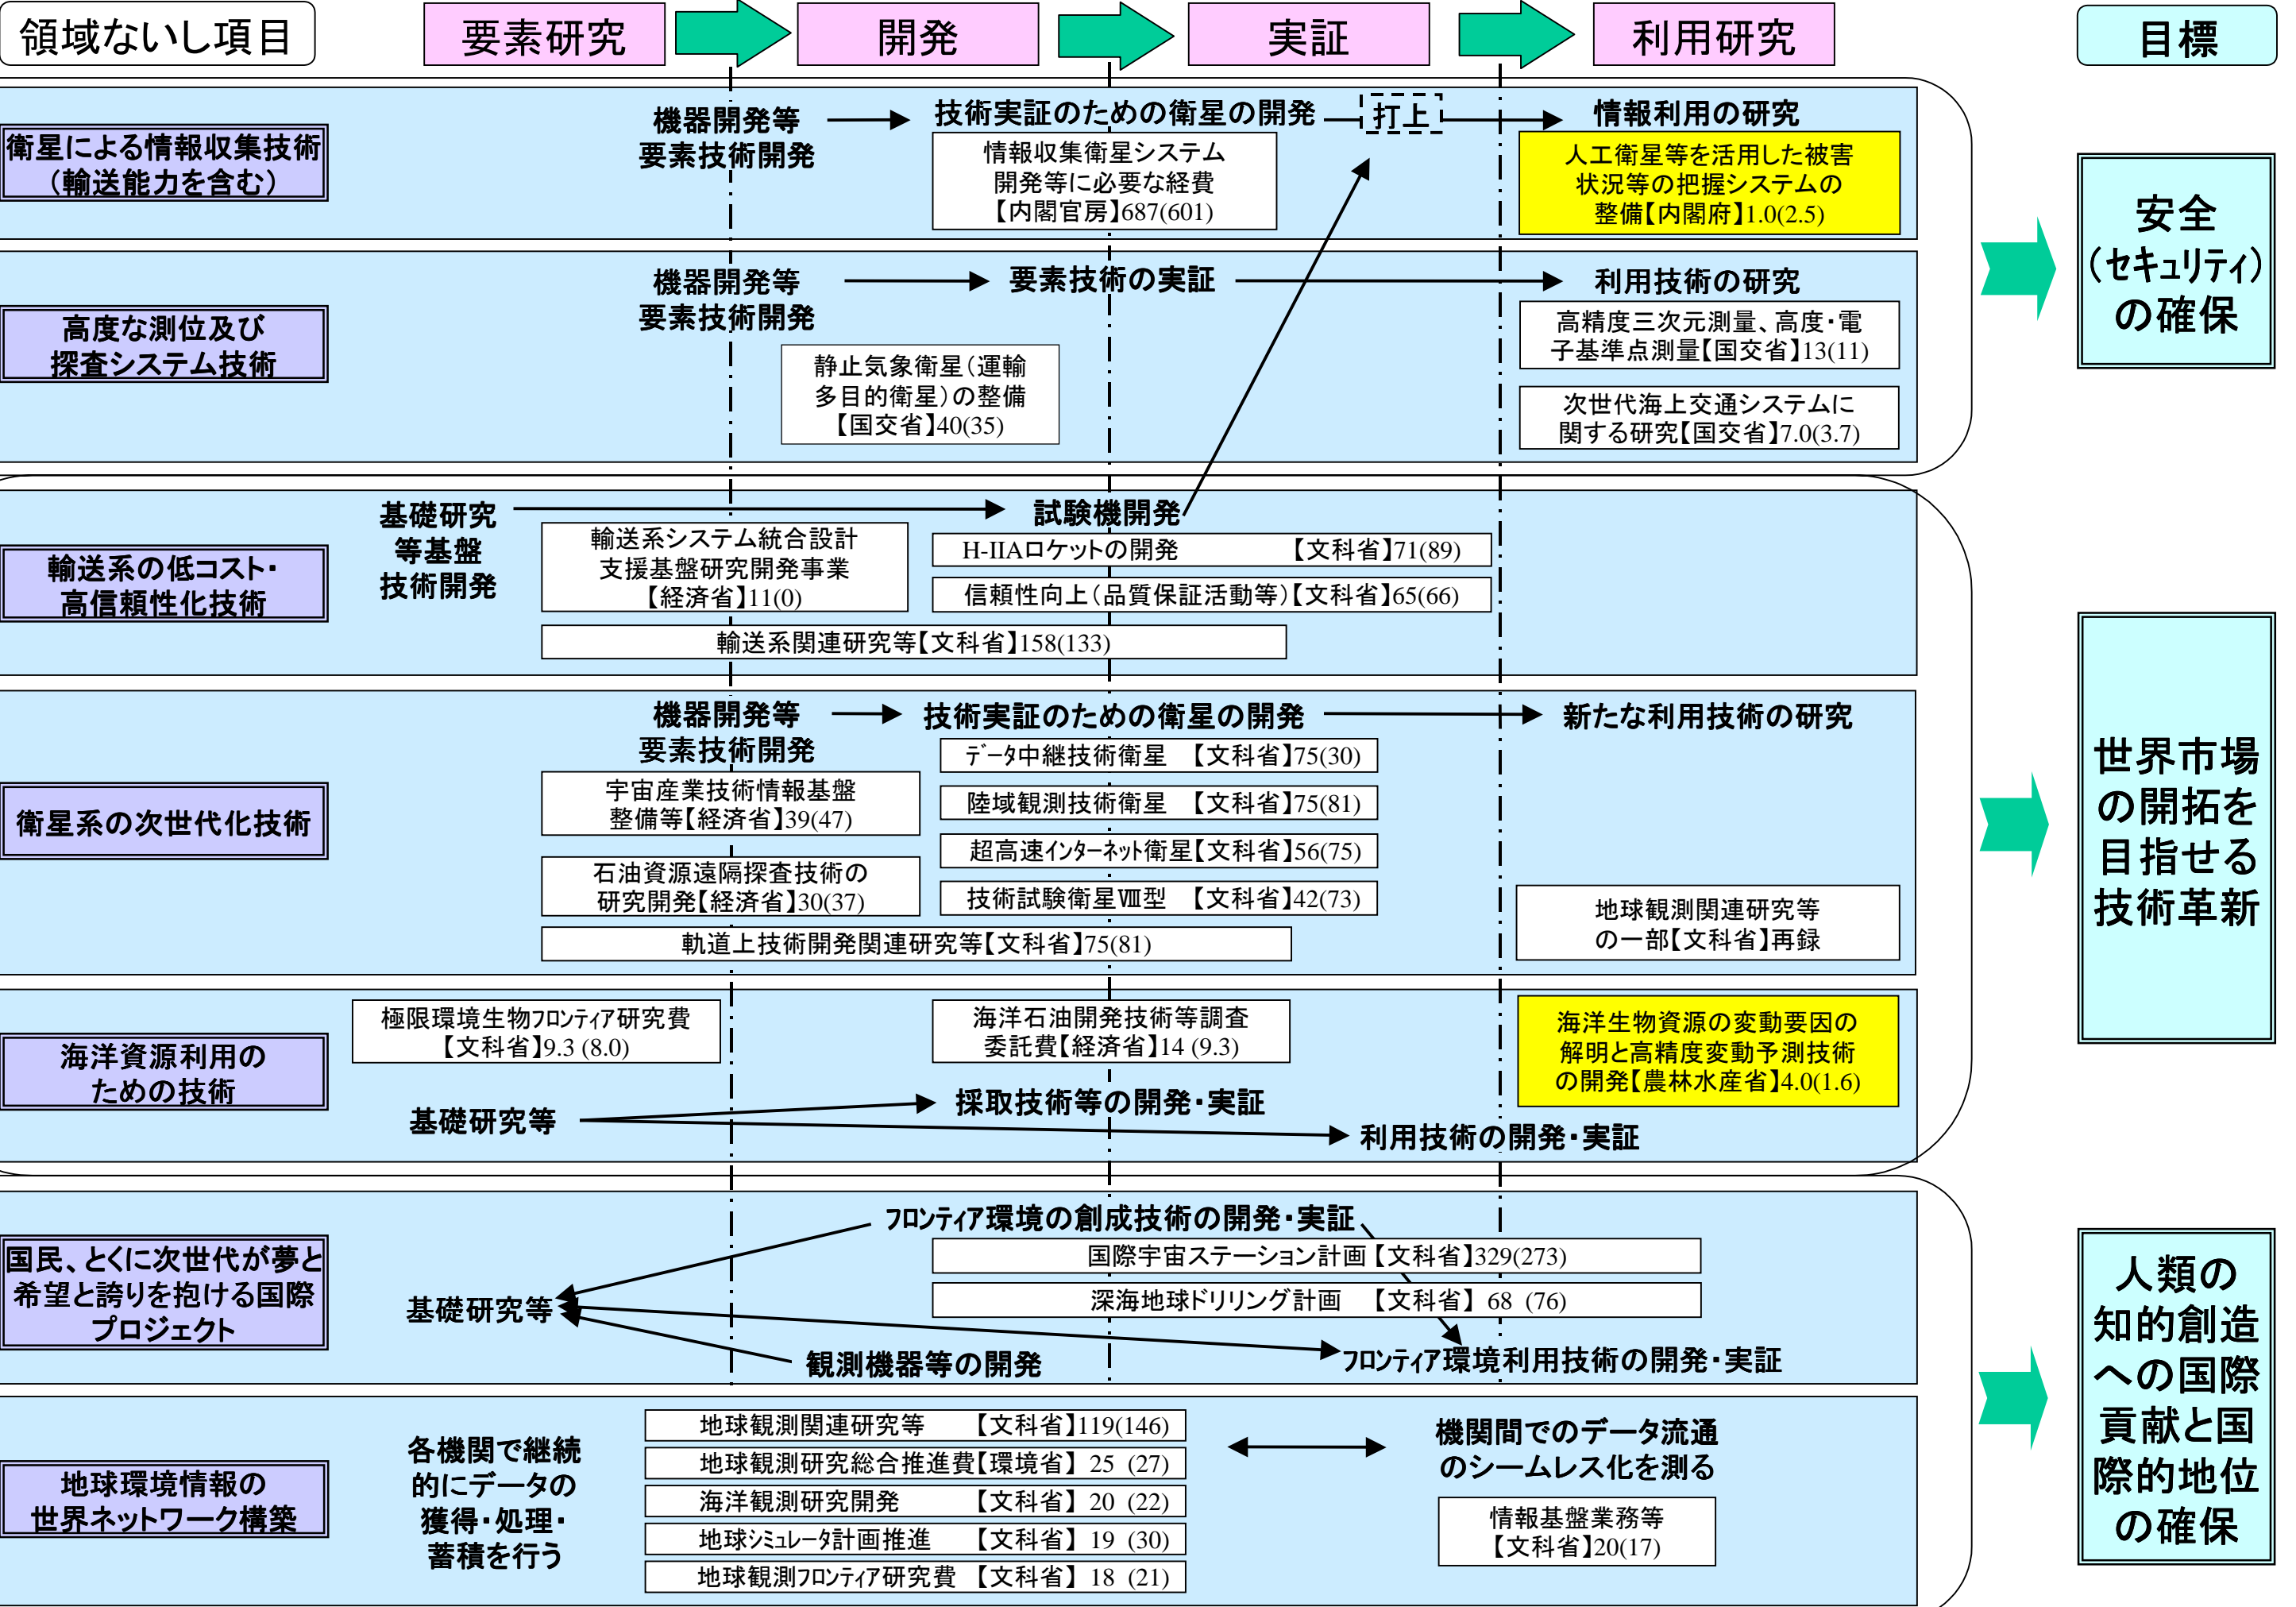 領域ないし項目
要素研究
開発
実証
利用研究
目標
衛星による情報収集技術
（輸送能力を含む）
機器開発等
要素技術開発
技術実証のための衛星の開発
打上
情報利用の研究
情報収集衛星システム
開発等に必要な経費
【内閣官房】687(601)
人工衛星等を活用した被害
状況等の把握システムの
整備【内閣府】1.0(2.5)
高度な測位及び
探査システム技術
機器開発等
要素技術開発
要素技術の実証
利用技術の研究
静止気象衛星（運輸
多目的衛星）の整備
【国交省】40(35)
高精度三次元測量、高度・電
子基準点測量【国交省】13(11)
次世代海上交通システムに
関する研究【国交省】7.0(3.7)
安全
（セキュリティ）
の確保
輸送系の低コスト・
高信頼性化技術
基礎研究
等基盤
技術開発
試験機開発
輸送系システム統合設計
支援基盤研究開発事業
【経済省】11(0)
H-IIAロケットの開発　【文科省】71(89)
信頼性向上（品質保証活動等）【文科省】65(66)
輸送系関連研究等【文科省】158(133)
衛星系の次世代化技術
機器開発等
要素技術開発
技術実証のための衛星の開発
新たな利用技術の研究
宇宙産業技術情報基盤
整備等【経済省】39(47)
石油資源遠隔探査技術の
研究開発【経済省】30(37)
ﾃﾞｰﾀ中継技術衛星　【文科省】75(30)
陸域観測技術衛星　【文科省】75(81)
超高速ｲﾝﾀｰﾈｯﾄ衛星【文科省】56(75)
技術試験衛星Ⅷ型　【文科省】42(73)
軌道上技術開発関連研究等【文科省】75(81)
地球観測関連研究等
の一部【文科省】再録
海洋資源利用の
ための技術
極限環境生物ﾌﾛﾝﾃｨｱ研究費
【文科省】9.3 (8.0)
海洋石油開発技術等調査
委託費【経済省】14 (9.3)
海洋生物資源の変動要因の
解明と高精度変動予測技術
の開発【農林水産省】4.0(1.6)
基礎研究等
採取技術等の開発・実証
利用技術の開発・実証
世界市場
の開拓を
目指せる
技術革新
国民、とくに次世代が夢と
希望と誇りを抱ける国際
プロジェクト
ﾌﾛﾝﾃｨｱ環境の創成技術の開発・実証
国際宇宙ステーション計画【文科省】329(273)
深海地球ドリリング計画　【文科省】 68 (76)
基礎研究等
観測機器等の開発
ﾌﾛﾝﾃｨｱ環境利用技術の開発・実証
地球環境情報の
世界ネットワーク構築
各機関で継続
的にデータの
獲得・処理・
蓄積を行う
地球観測関連研究等　【文科省】119(146)
地球観測研究総合推進費【環境省】 25 (27)
海洋観測研究開発　【文科省】 20 (22)
地球ｼﾐｭﾚｰﾀ計画推進　【文科省】 19 (30)
地球観測ﾌﾛﾝﾃｨｱ研究費　【文科省】 18 (21)
機関間でのデータ流通
のシームレス化を測る
情報基盤業務等
【文科省】20(17)
人類の
知的創造
への国際
貢献と国
際的地位
の確保